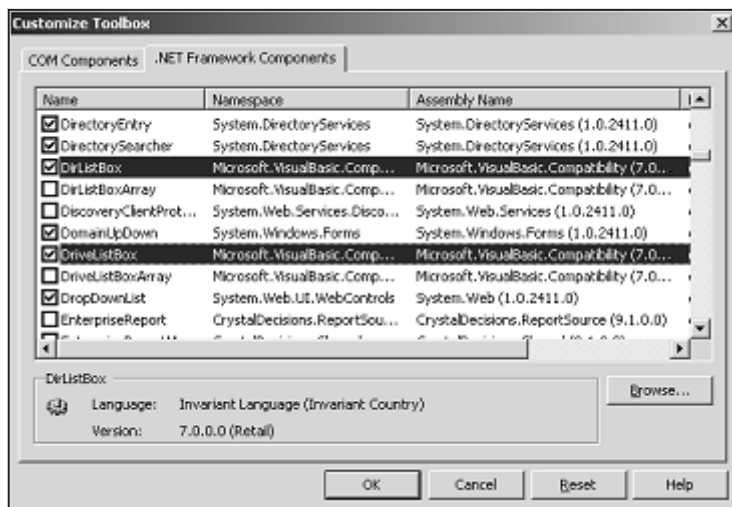 Customize Toolbox
COM Components .NET Framework Components
Name Namespace Assembly Name
DirectoryEntry System.DirectoryServices System.DirectoryServices (1.0.2411.0)
DirectorySearcher System.DirectoryServices System.DirectoryServices (1.0.2411.0)
DirListBox Microsoft.VisualBasic.Comp... Microsoft.VisualBasic.Compatibility (7.0...
DirListBoxArray Microsoft.VisualBasic.Comp... Microsoft.VisualBasic.Compatibility (7.0...
DiscoveryClientProt... System.Web.Services.Disco... System.Web.Services (1.0.2411.0)
DomainUpDown System.Windows.Forms System.Windows.Forms (1.0.2411.0)
DriveListBox Microsoft.VisualBasic.Comp... Microsoft.VisualBasic.Compatibility (7.0...
DriveListBoxArray Microsoft.VisualBasic.Comp... Microsoft.VisualBasic.Compatibility (7.0...
DropDownList System.Web.UI.WebControls System.Web (1.0.2411.0)
EnterpriseReport CrystalDecisions.ReportSou... CrystalDecisions.ReportSource (9.1.0.0)
DirListBox
Language: Invariant Language (Invariant Country)
Version: 7.0.0.0 (Retail)
Browse...
OK Cancel Reset Help